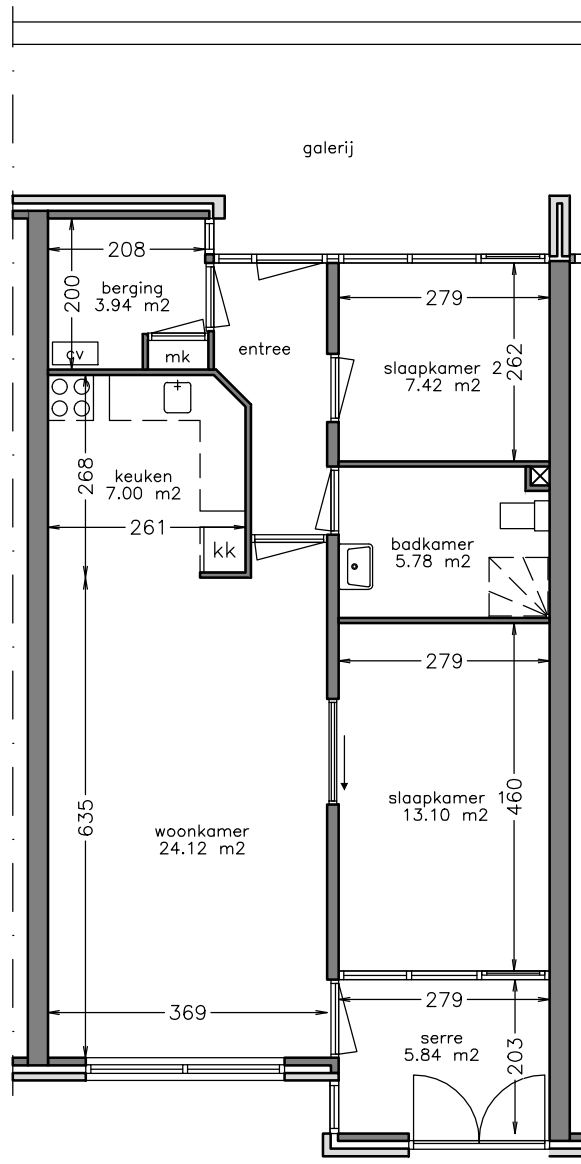 galerij
208
200
berging
3.94 m2
cv
mk
entree
279
slaapkamer 2
7.42 m2
262
268
keuken
7.00 m2
261
kk
badkamer
5.78 m2
279
635
woonkamer
24.12 m2
slaapkamer 1
13.10 m2
460
369
279
serre
5.84 m2
203